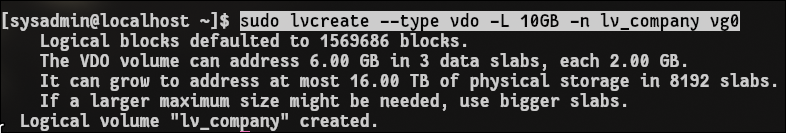 [sysadmin@localhost ~]$ sudo lvcreate --type vdo -L 10GB -n lv_company vg0
Logical blocks defaulted to 1569686 blocks.
The VDO volume can address 6.00 GB in 3 data slabs, each 2.00 GB.
It can grow to address at most 16.00 TB of physical storage in 8192 slabs.
If a larger maximum size might be needed, use bigger slabs.
Logical volume "lv_company" created.